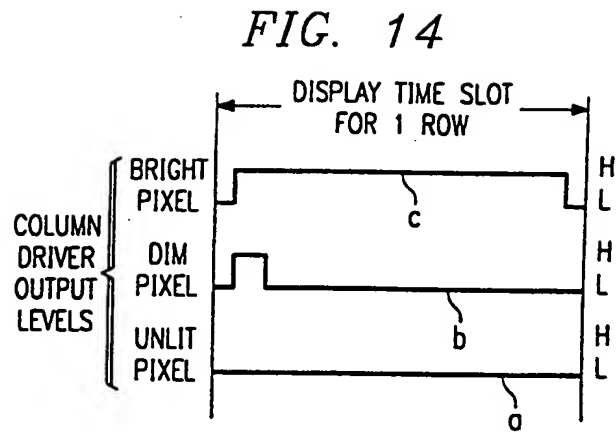 FIG. 14
DISPLAY TIME SLOT
FOR 1 ROW
COLUMN
DRIVER
OUTPUT
LEVELS
BRIGHT
PIXEL
H
L
c
DIM
PIXEL
H
L
b
UNLIT
PIXEL
H
L
a